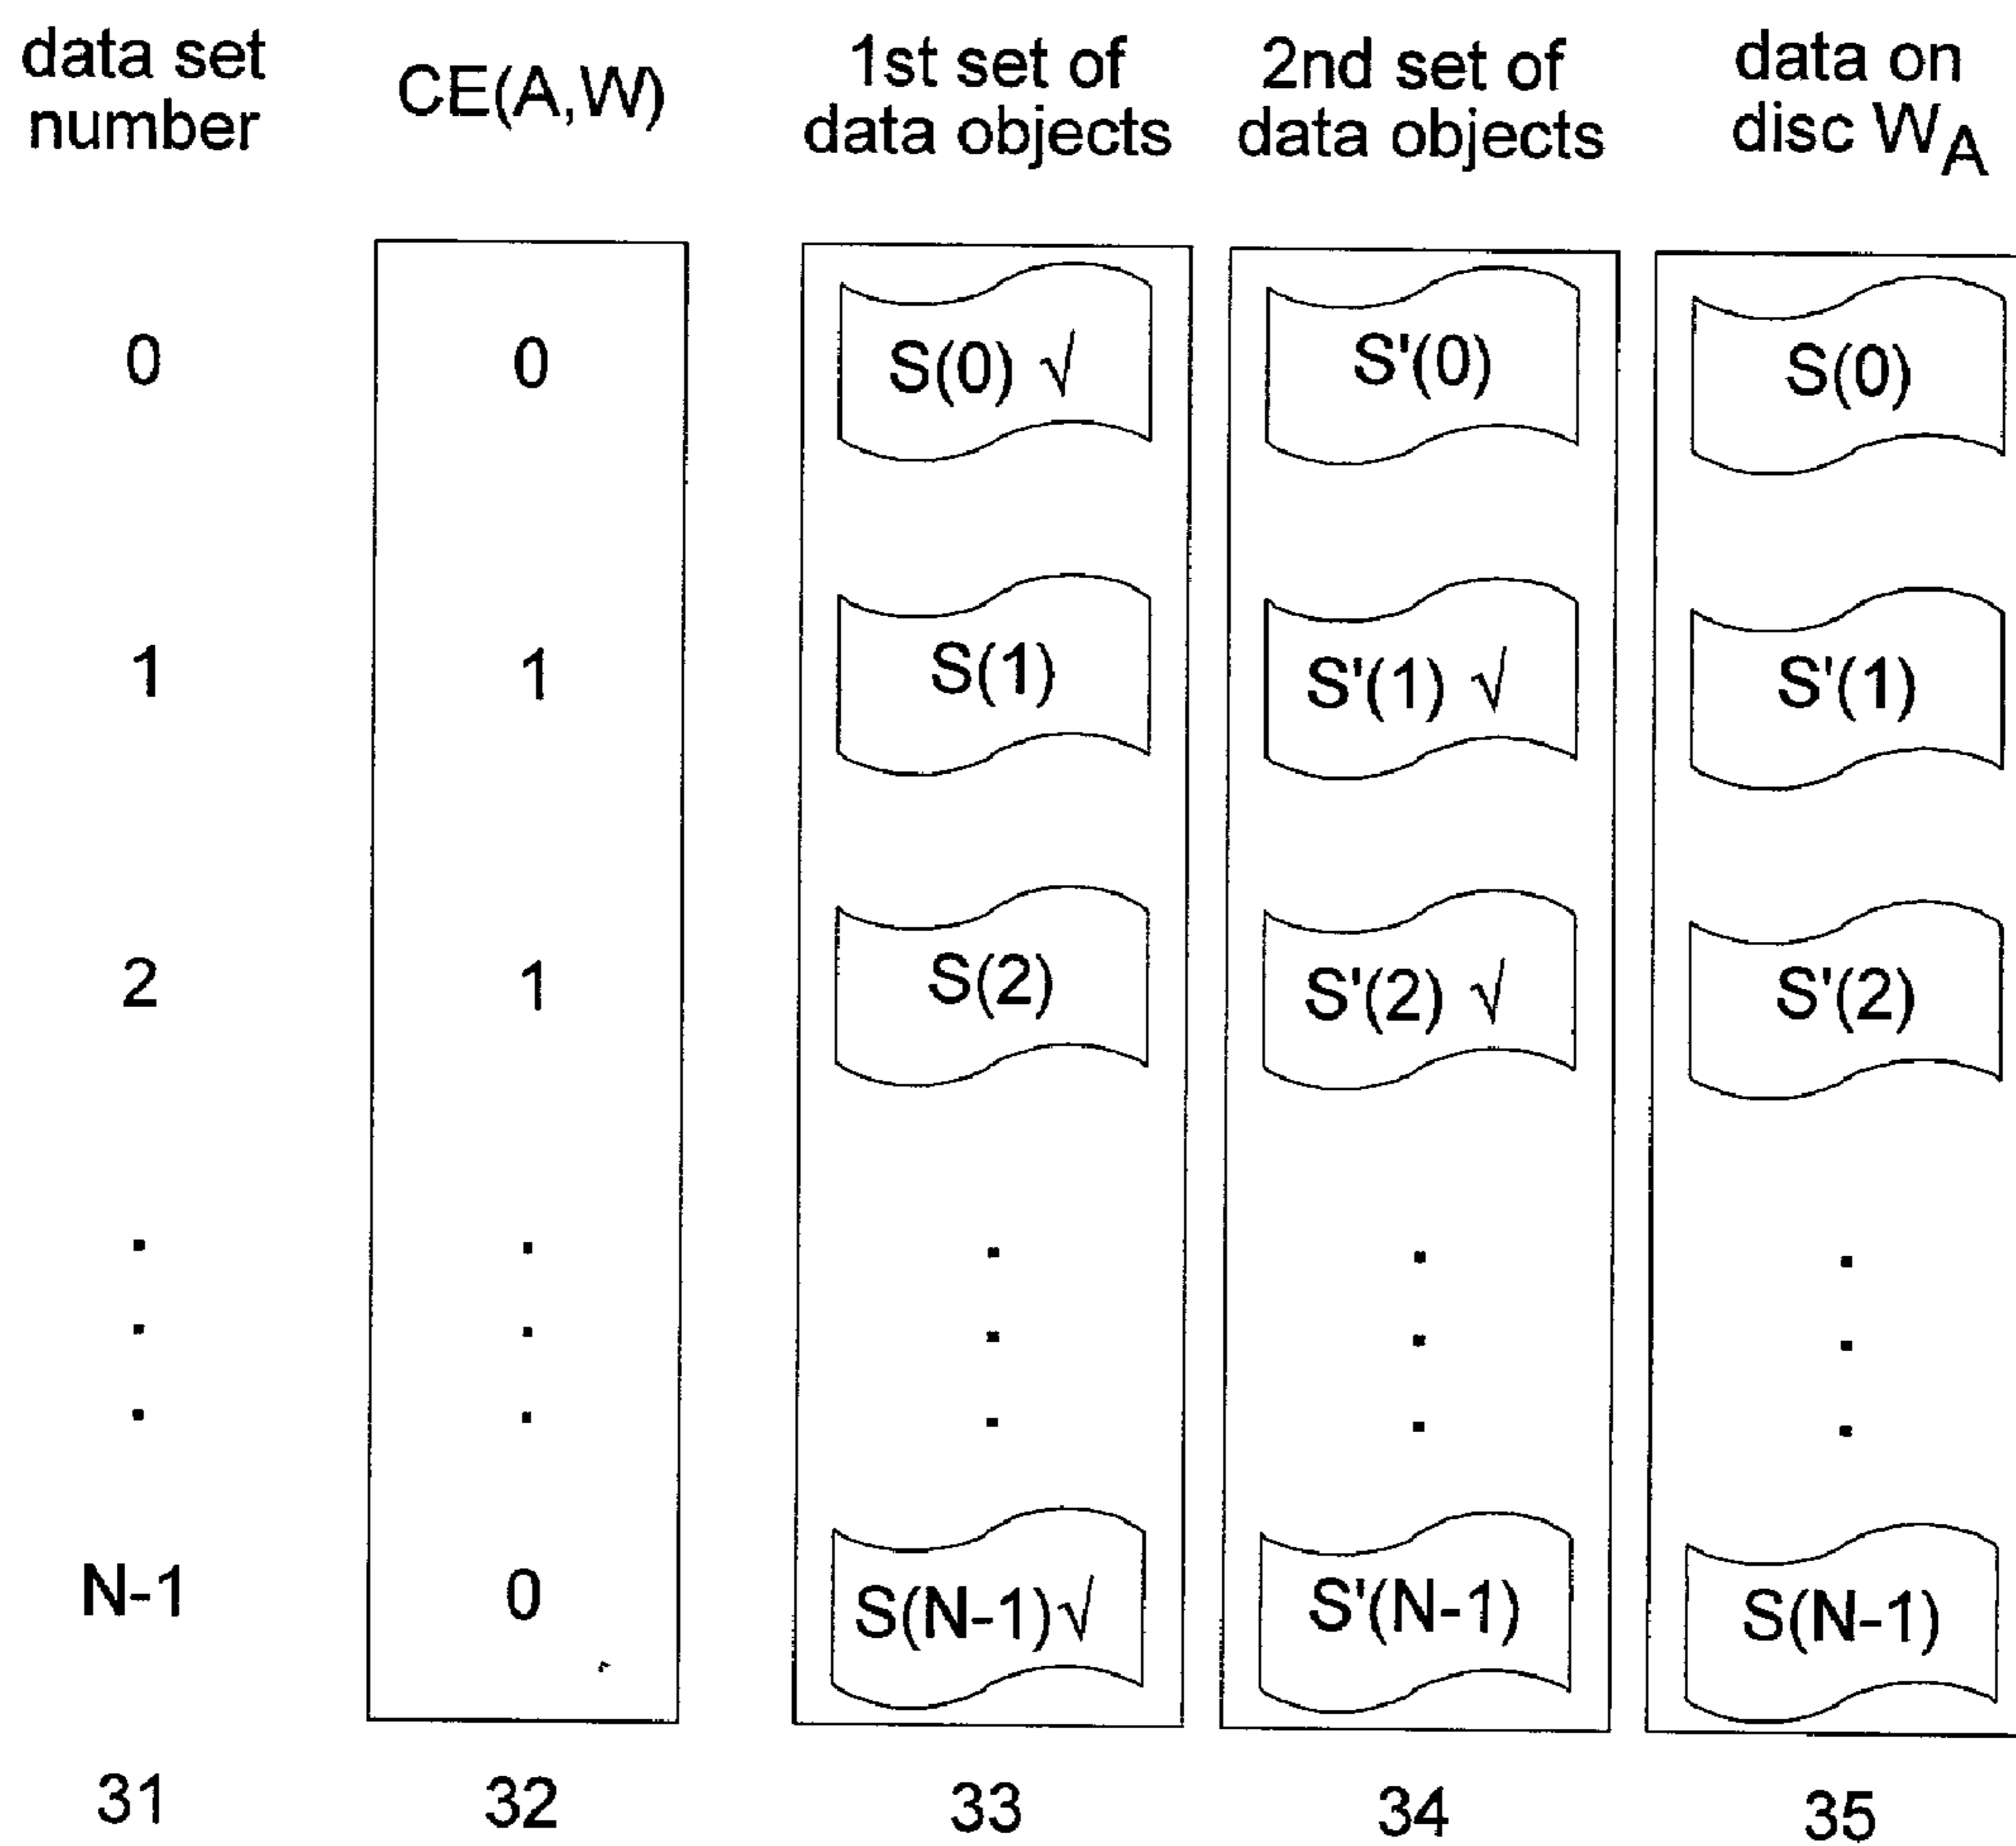 data set number CE(A,W) 1st set of data objects 2nd set of data objects data on disc WA
0 0 S(0) √ S'(0) S(0)
1 1 S(1) S'(1) √ S'(1)
2 1 S(2) S'(2) √ S'(2)
. . . . .
. . . . .
. . . . .
N-1 0 S(N-1) √ S'(N-1) S(N-1)
31 32 33 34 35